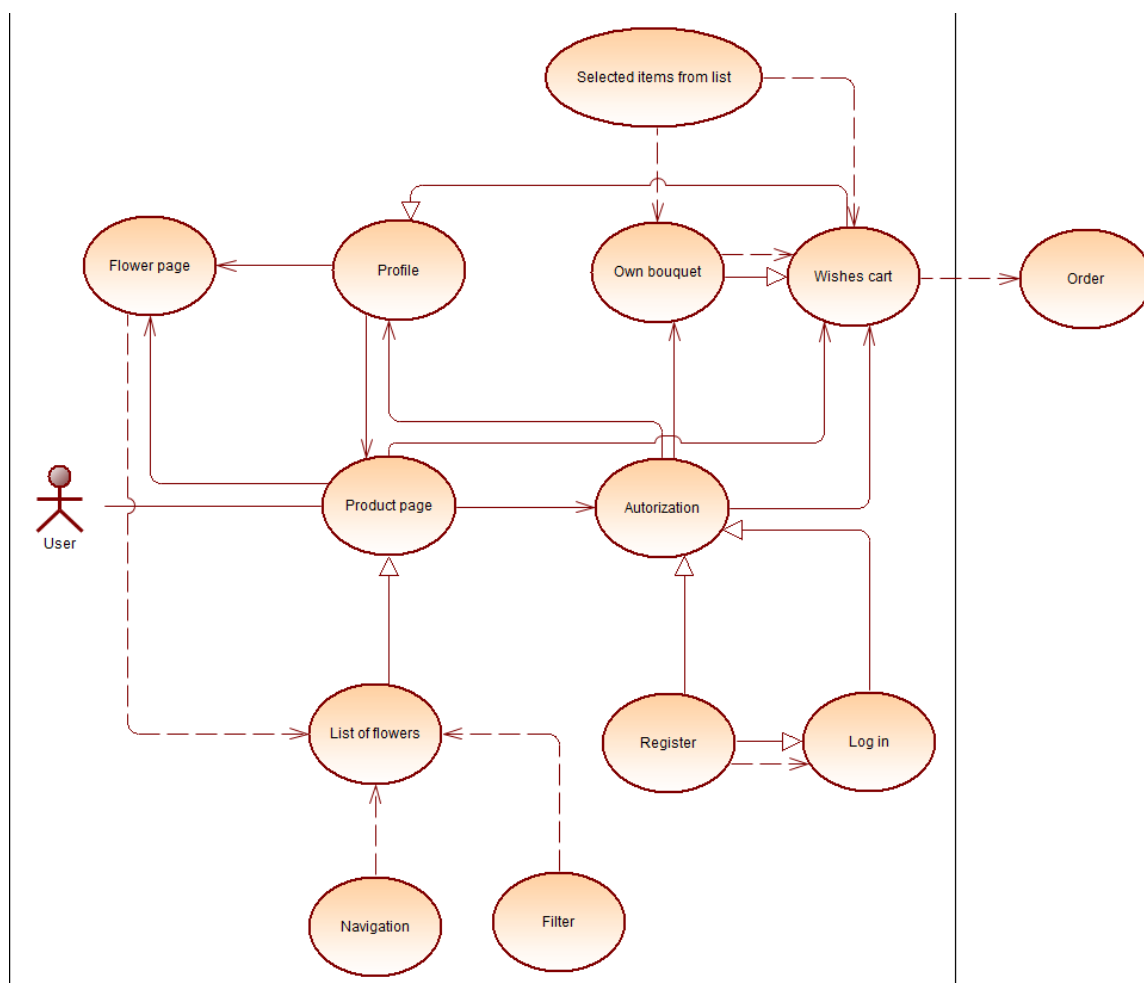 Selected items from list
Flower page
Profile
Own bouquet
Wishes cart
Order
Product page
Autorization
User
List of flowers
Register
Log in
Navigation
Filter